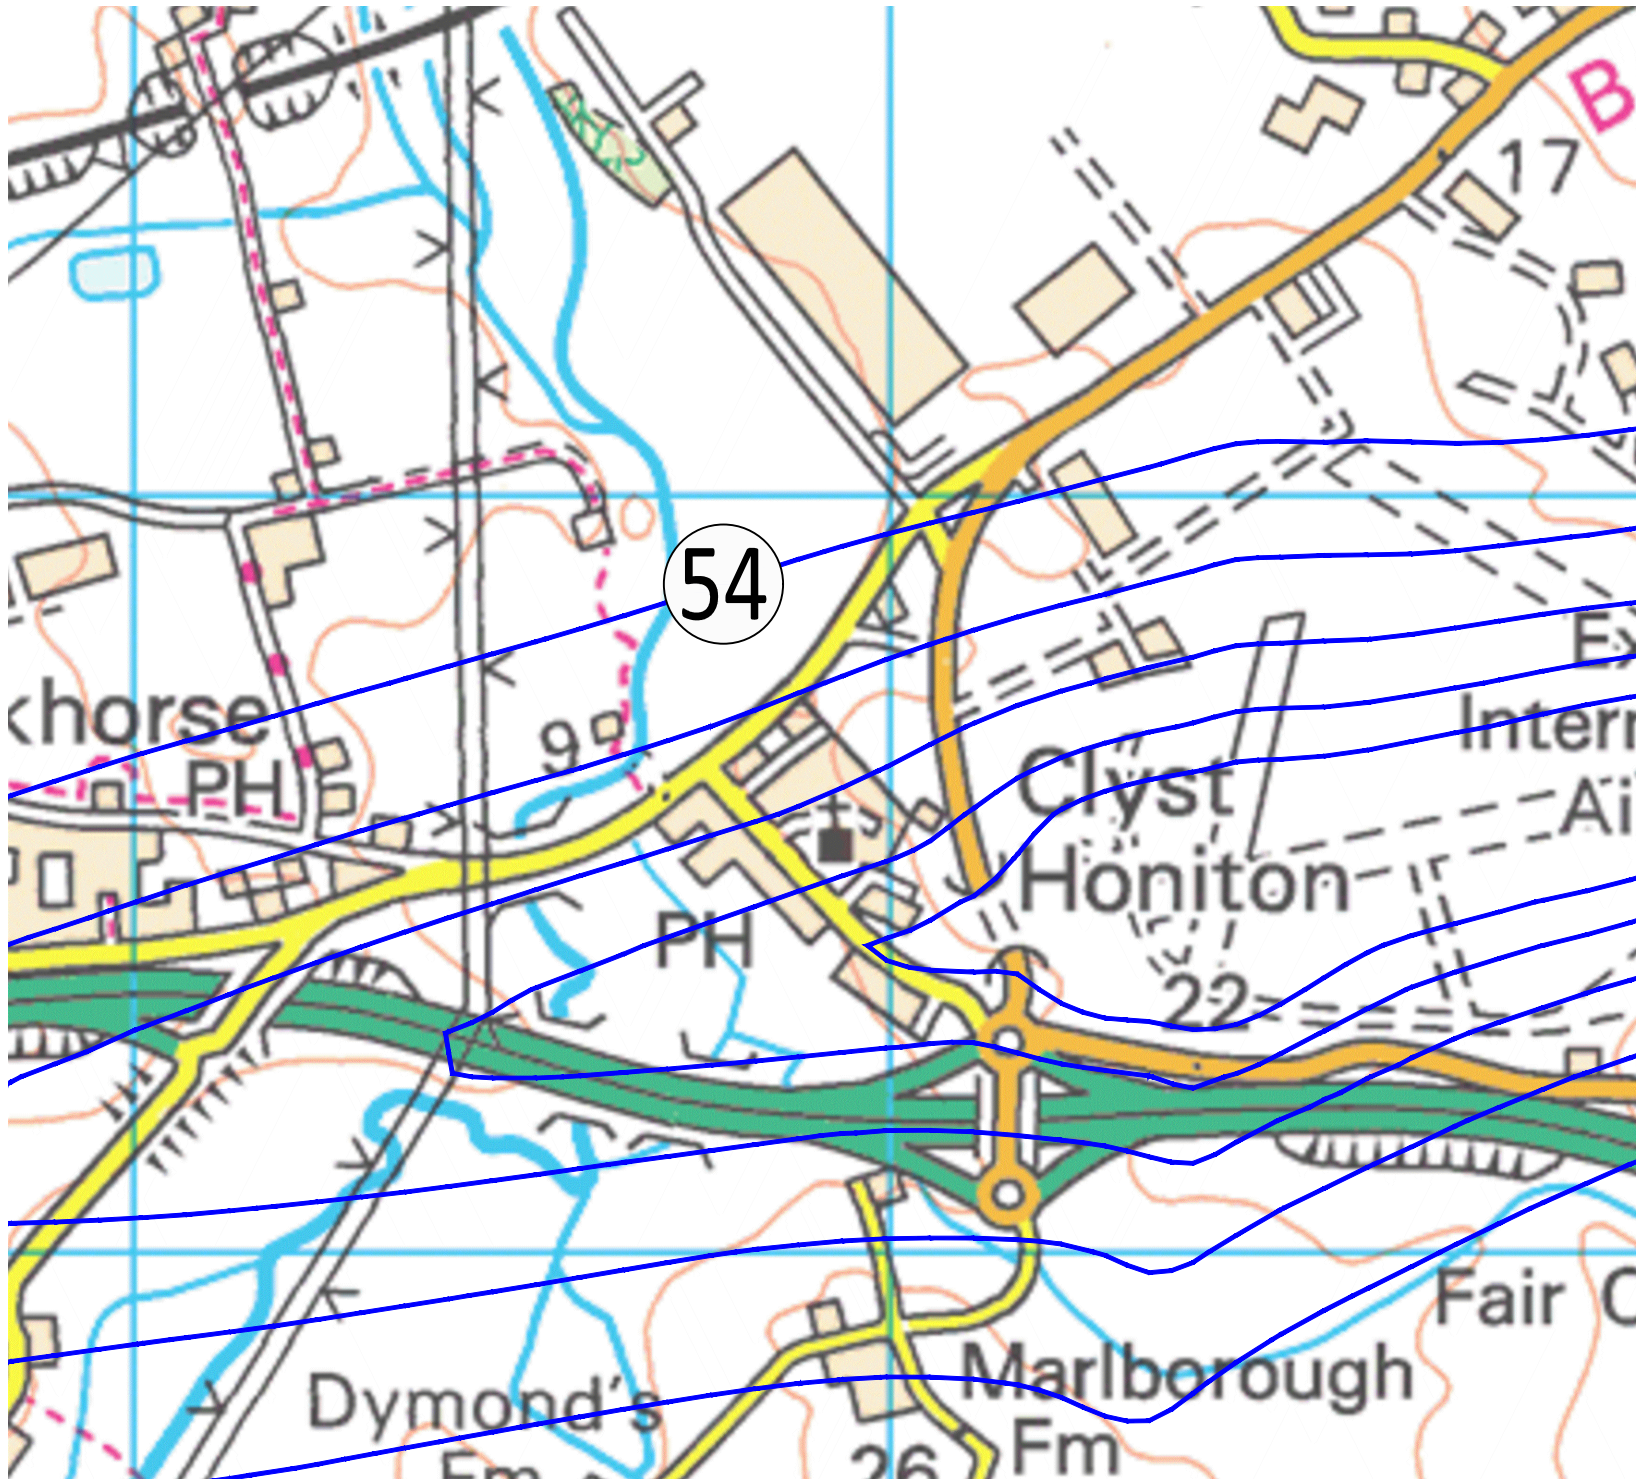 B
17
54
khorse
9
PH
Ex
Intern
Ai
Clyst
Honiton
PH
22
Fair
Marlborough
Fm
Dymond's
Fm
26